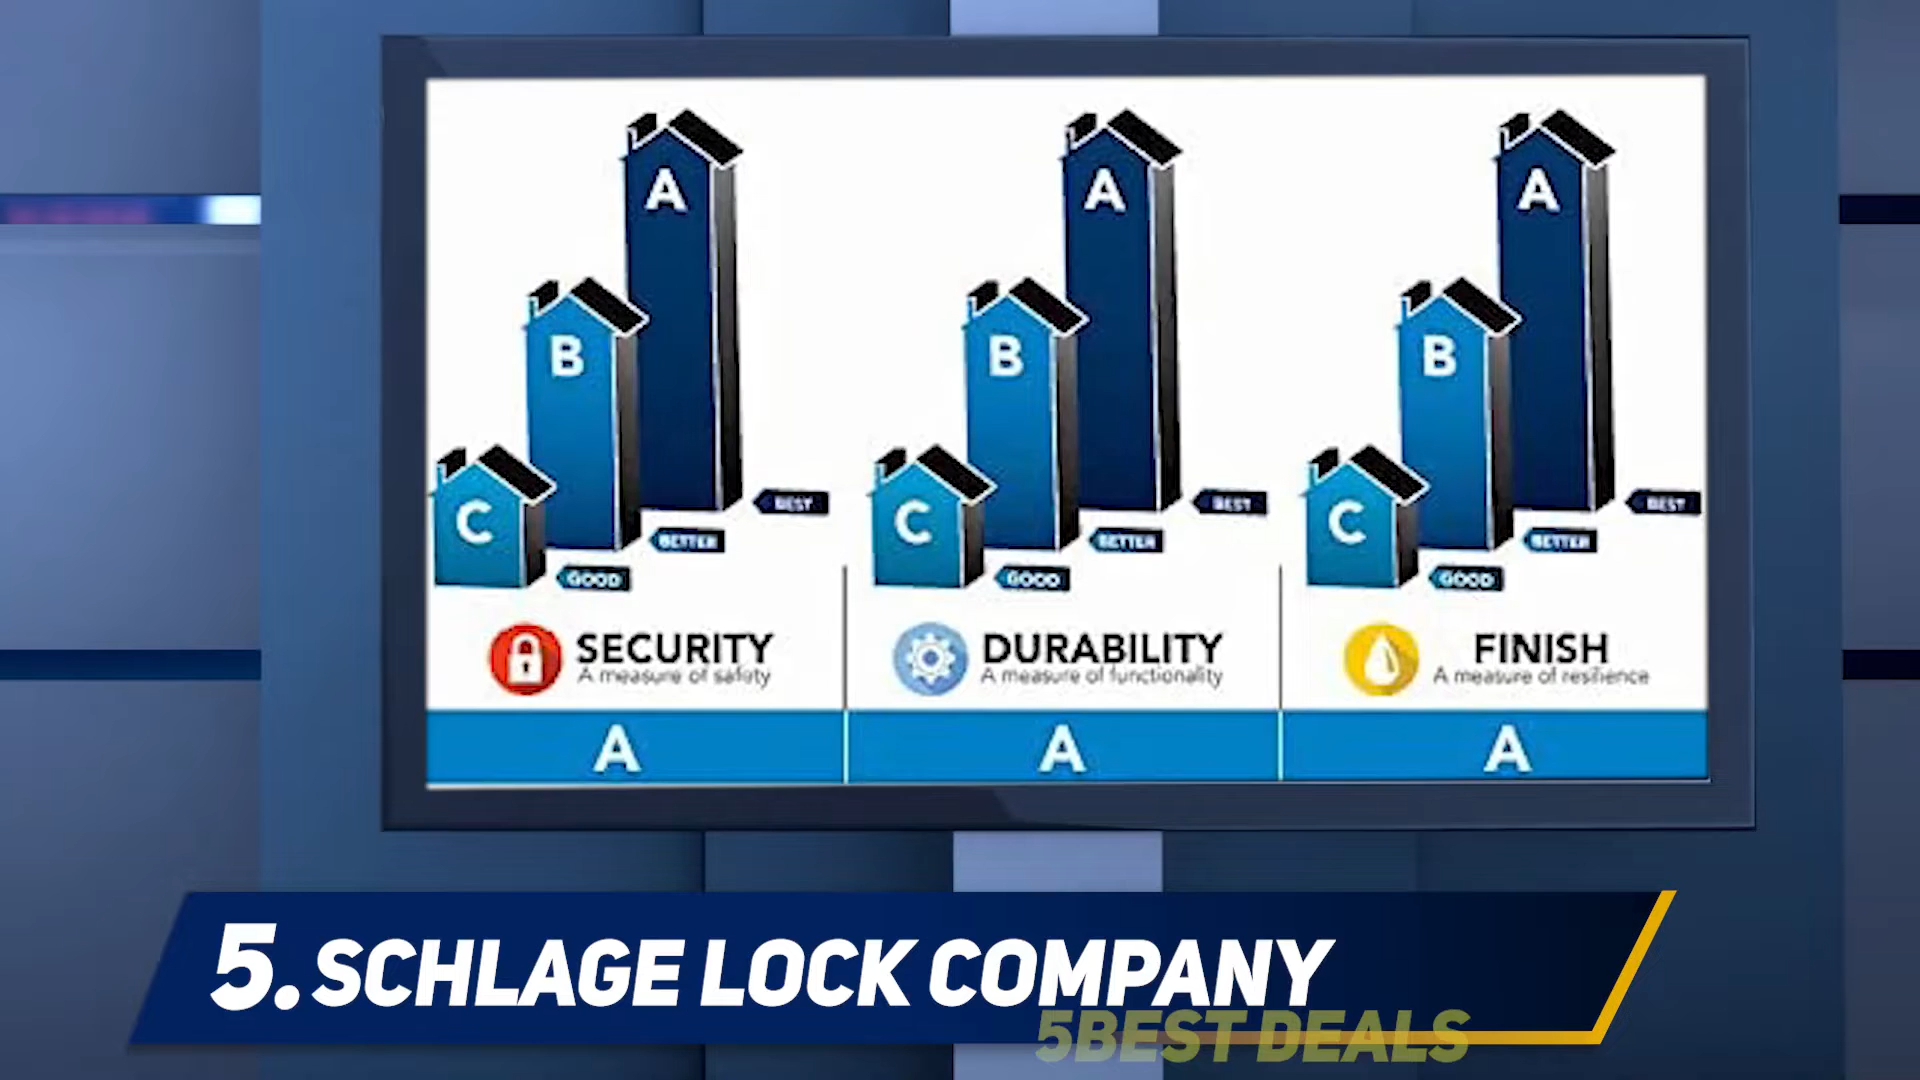 A
A
A
B
B
B
C
C
C
BEST
BEST
BEST
BETTER
BETTER
BETTER
GOOD
GOOD
GOOD
SECURITY
A measure of safety
DURABILITY
A measure of functionality
FINISH
A measure of resilience
A
A
A
5. SCHLAGE LOCK COMPANY
5BEST DEALS